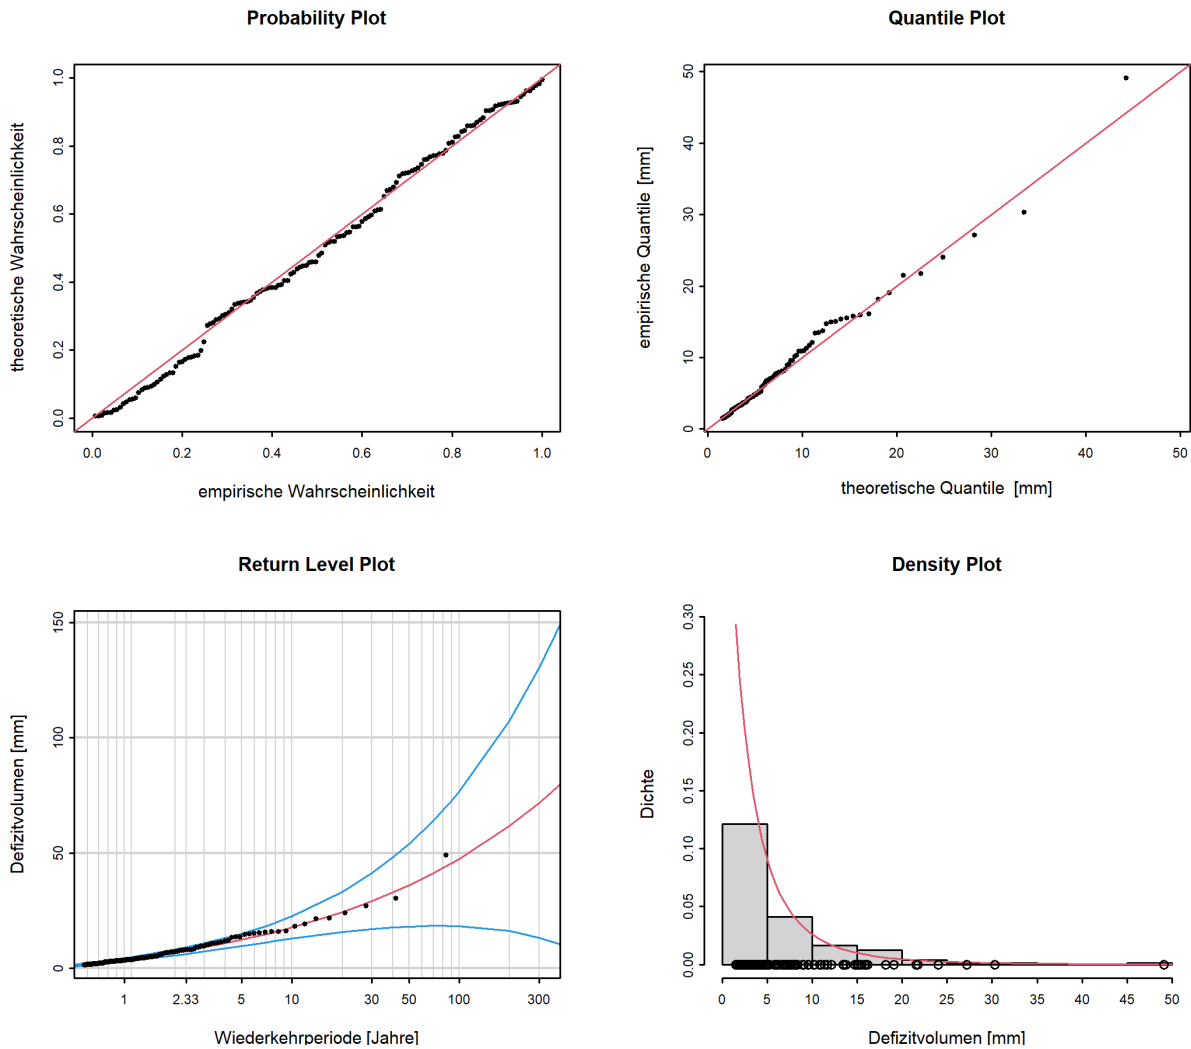 Probability Plot
theoretische Wahrscheinlichkeit
1.0
0.8
0.6
0.4
0.2
0.0
0.0 0.2 0.4 0.6 0.8 1.0
empirische Wahrscheinlichkeit
Quantile Plot
empirische Quantile [mm]
50
40
30
20
10
0
0 10 20 30 40 50
theoretische Quantile [mm]
Return Level Plot
Defizitvolumen [mm]
150
100
50
0
1 2.33 5 10 30 50 100 300
Wiederkehrperiode [Jahre]
Density Plot
Dichte
0.30
0.25
0.20
0.15
0.10
0.05
0.00
0 5 10 15 20 25 30 35 40 45 50
Defizitvolumen [mm]